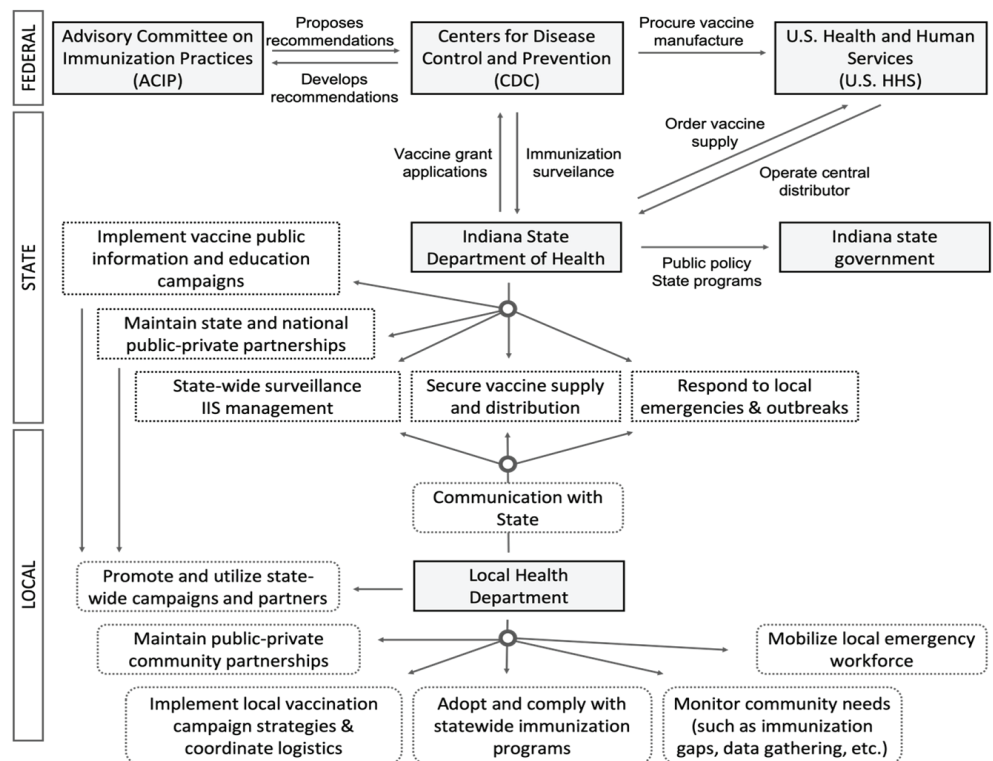 FEDERAL
Advisory Committee on
Immunization Practices
(ACIP)
Proposes
recommendations
Develops
recommendations
Centers for Disease
Control and Prevention
(CDC)
Procure vaccine
manufacture
U.S. Health and Human
Services
(U.S. HHS)
Vaccine grant
applications
Immunization
surveilance
Order vaccine
supply
Operate central
distributor
STATE
Implement vaccine public
information and education
campaigns
Indiana State
Department of Health
Public policy
State programs
Indiana state
government
Maintain state and national
public-private partnerships
State-wide surveillance
IIS management
Secure vaccine supply
and distribution
Respond to local
emergencies & outbreaks
LOCAL
Communication with
State
Promote and utilize state-
wide campaigns and partners
Local Health
Department
Maintain public-private
community partnerships
Mobilize local emergency
workforce
Implement local vaccination
campaign strategies &
coordinate logistics
Adopt and comply with
statewide immunization
programs
Monitor community needs
(such as immunization
gaps, data gathering, etc.)